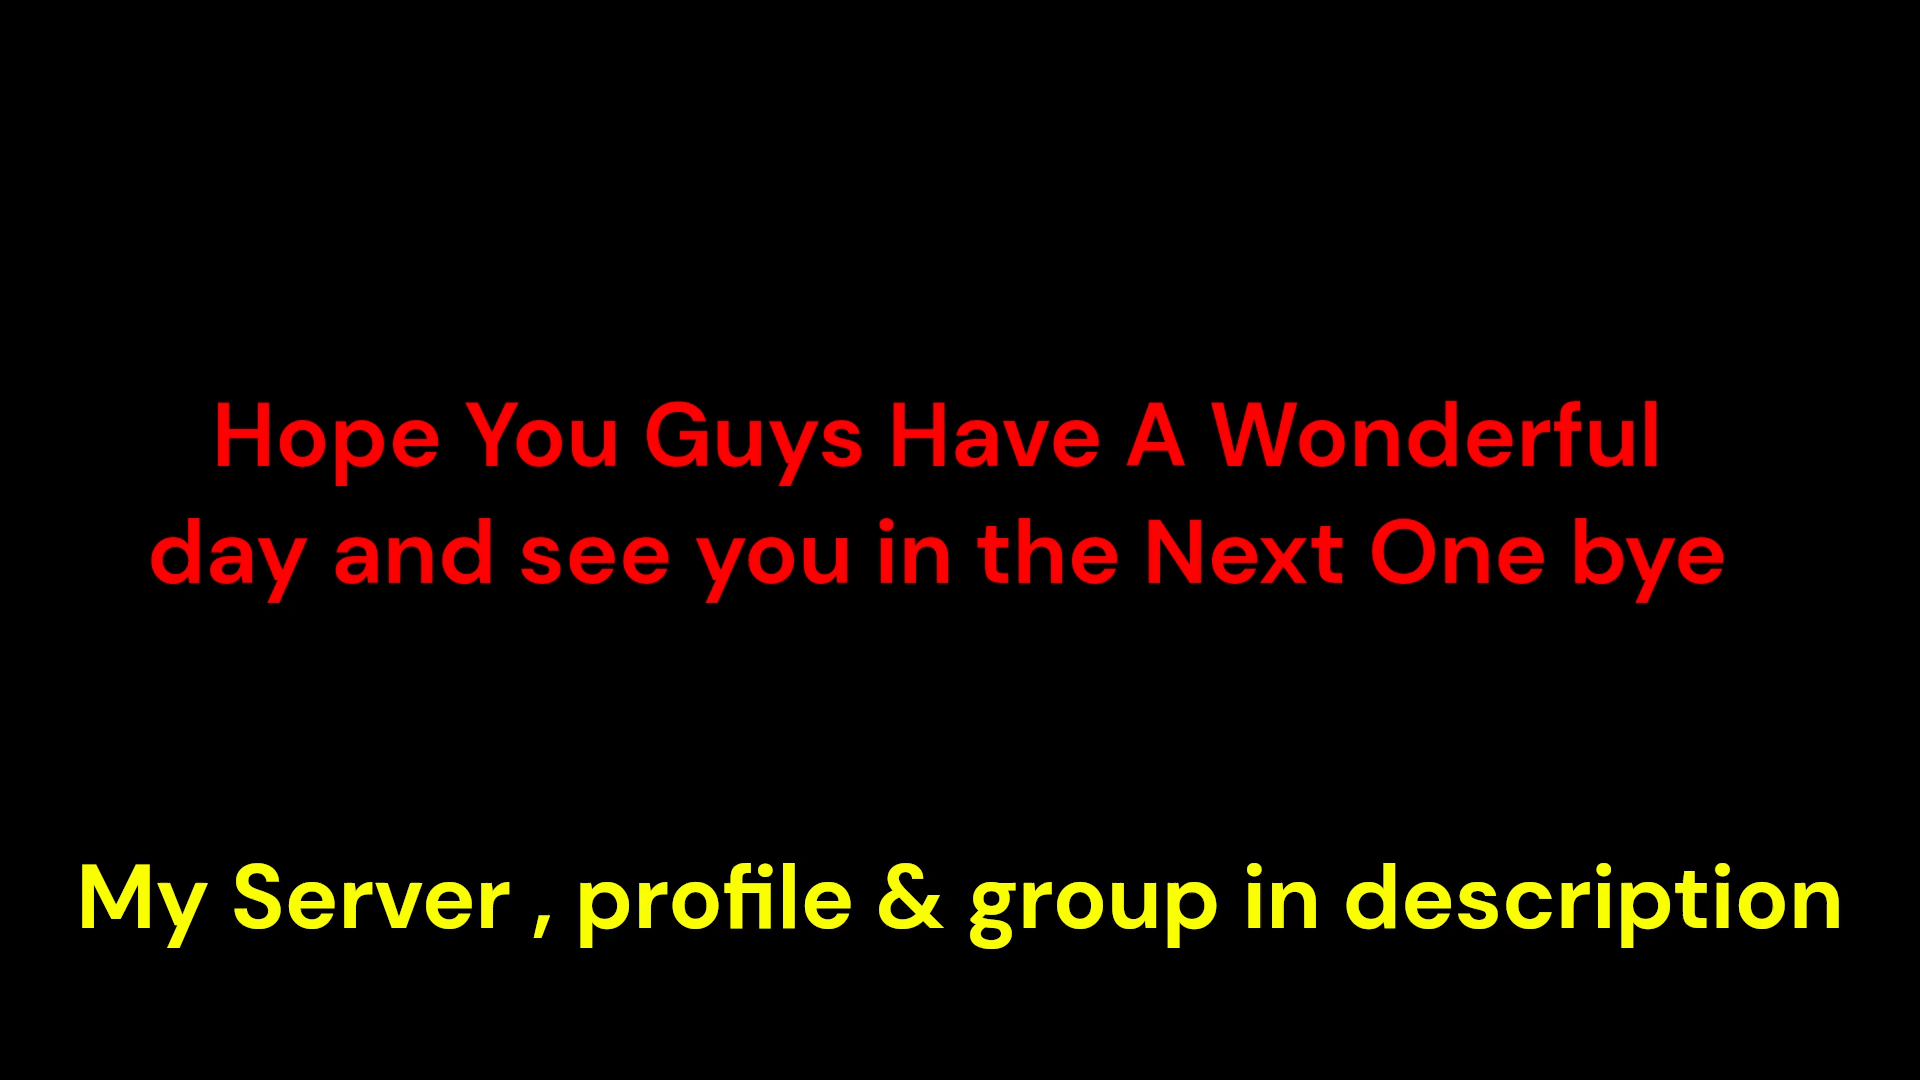 Hope You Guys Have A Wonderful
day and see you in the Next One bye
My Server , profile & group in description